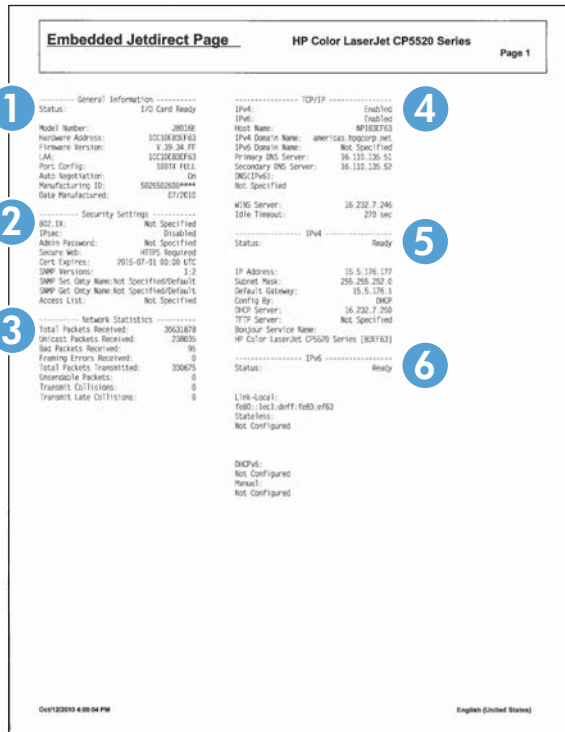 Embedded Jetdirect Page
HP Color LaserJet CP5520 Series
Page 1
1
--------- General Information ---------
Status: I/O Card Ready
Model Number: J8016E
Hardware Address: 1CC1DE83EF63
Firmware Version: V.39.34.FF
LAA: 1CC1DE83EF63
Port Config: 100TX FULL
Auto Negotiation: On
Manufacturing ID: 5026502600****
Date Manufactured: 07/2010
2
--------- Security Settings ----------
802.1X: Not Specified
IPsec: Disabled
Admin Password: Not Specified
Secure Web: HTTPS Required
Cert Expires: 2015-07-01 00:00 UTC
SNMP Versions: 1;2
SNMP Set Cmty Name:Not Specified/Default
SNMP Get Cmty Name:Not Specified/Default
Access List: Not Specified
3
--------- Network Statistics ----------
Total Packets Received: 30631878
Unicast Packets Received: 238035
Bad Packets Received: 95
Framing Errors Received: 0
Total Packets Transmitted: 330675
Unsendable Packets: 0
Transmit Collisions: 0
Transmit Late Collisions: 0
---------------- TCP/IP ---------------
4
IPv4: Enabled
IPv6: Enabled
Host Name: NPI83EF63
IPv4 Domain Name: americas.hpqcorp.net
IPv6 Domain Name: Not Specified
Primary DNS Server: 16.110.135.51
Secondary DNS Server: 16.110.135.52
DNS(IPv6):
Not Specified
WINS Server: 16.232.7.246
Idle Timeout: 270 sec
----------------- IPv4 -----------------
5
Status: Ready
IP Address: 15.5.176.177
Subnet Mask: 255.255.252.0
Default Gateway: 15.5.176.1
Config By: DHCP
DHCP Server: 16.232.7.250
TFTP Server: Not Specified
Bonjour Service Name:
HP Color LaserJet CP5520 Series [83EF63]
----------------- IPv6 -----------------
6
Status: Ready
Link-Local:
fe80::1ec1:deff:fe83:ef63
Stateless:
Not Configured
DHCPv6:
Not Configured
Manual:
Not Configured
Oct/12/2010 4:00:04 PM
English (United States)